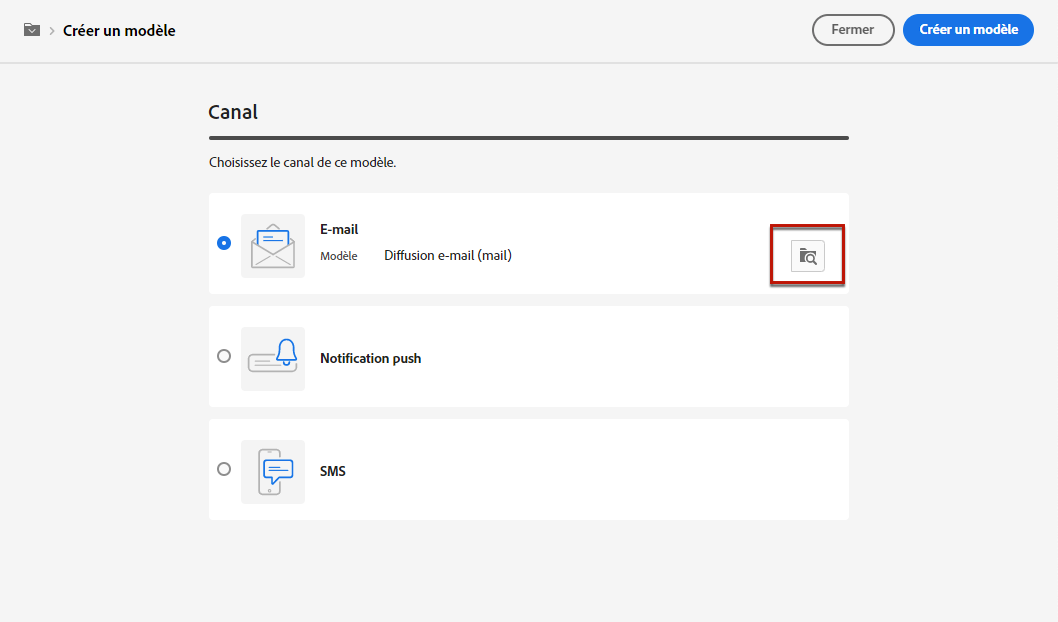 Créer un modèle
Fermer
Créer un modèle
Canal
Choisissez le canal de ce modèle.
E-mail
Modèle Diffusion e-mail (mail)
Notification push
SMS